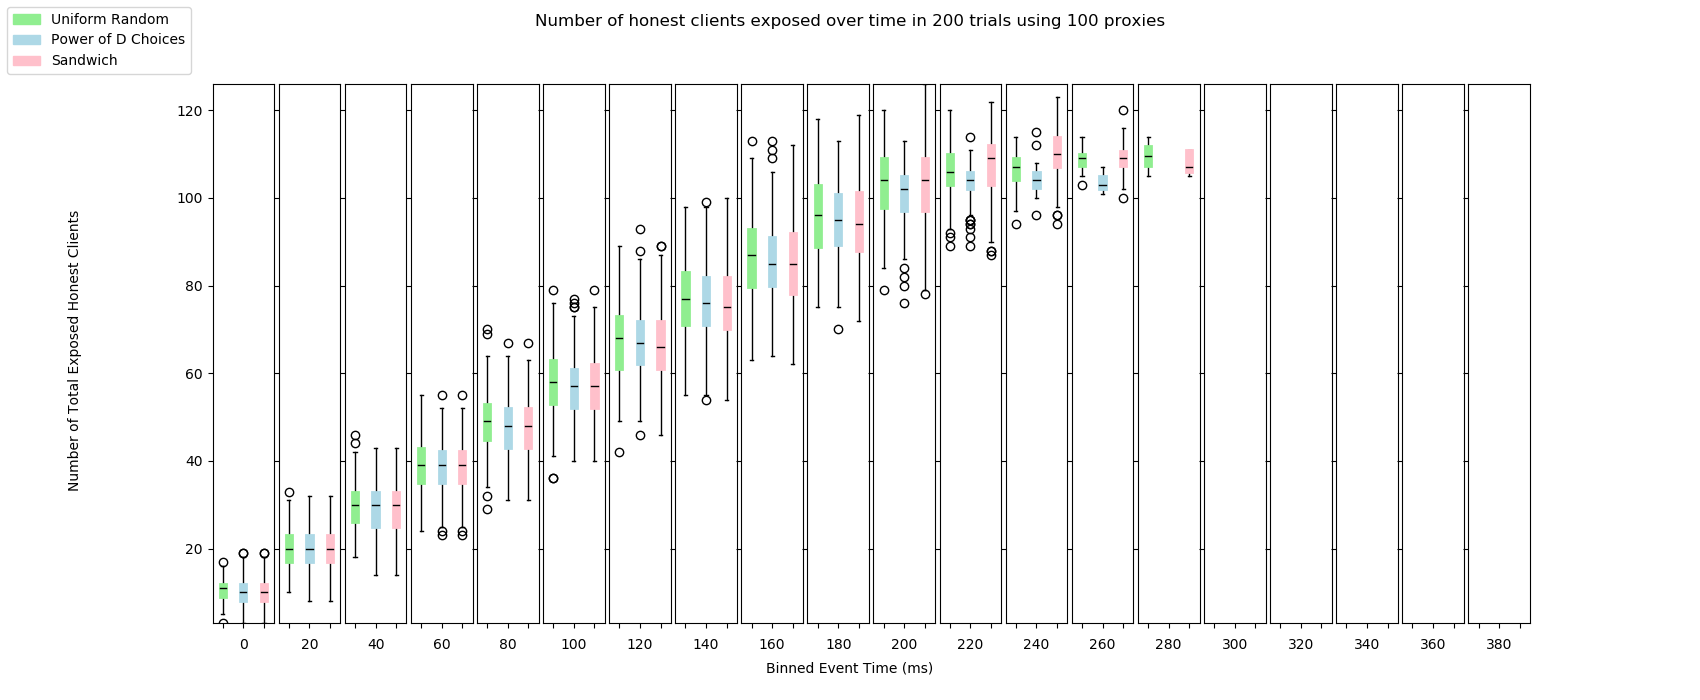 Number of honest clients exposed over time in 200 trials using 100 proxies
Uniform Random
Power of D Choices
Sandwich
Number of Total Exposed Honest Clients
120
100
80
60
40
20
0 20 40 60 80 100 120 140 160 180 200 220 240 260 280 300 320 340 360 380
Binned Event Time (ms)